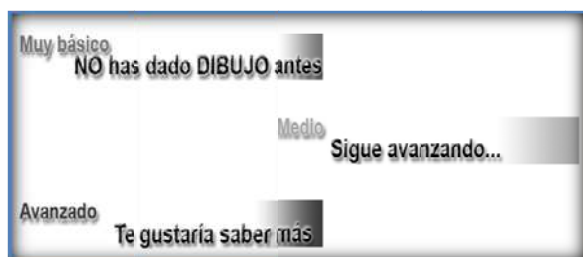 Muy básico
NO has dado DIBUJO antes
Medio
Sigue avanzando...
Avanzado
Te gustaría saber más